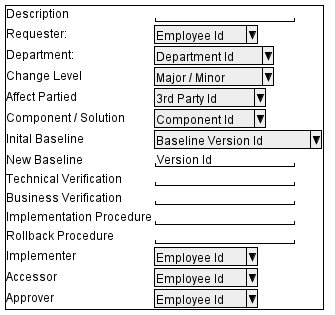 Description
Requester: Employee Id
Department: Department Id
Change Level Major / Minor
Affect Partied 3rd Party Id
Component / Solution Component Id
Inital Baseline Baseline Version Id
New Baseline Version Id
Technical Verification
Business Verification
Implementation Procedure
Rollback Procedure
Implementer Employee Id
Accessor Employee Id
Approver Employee Id